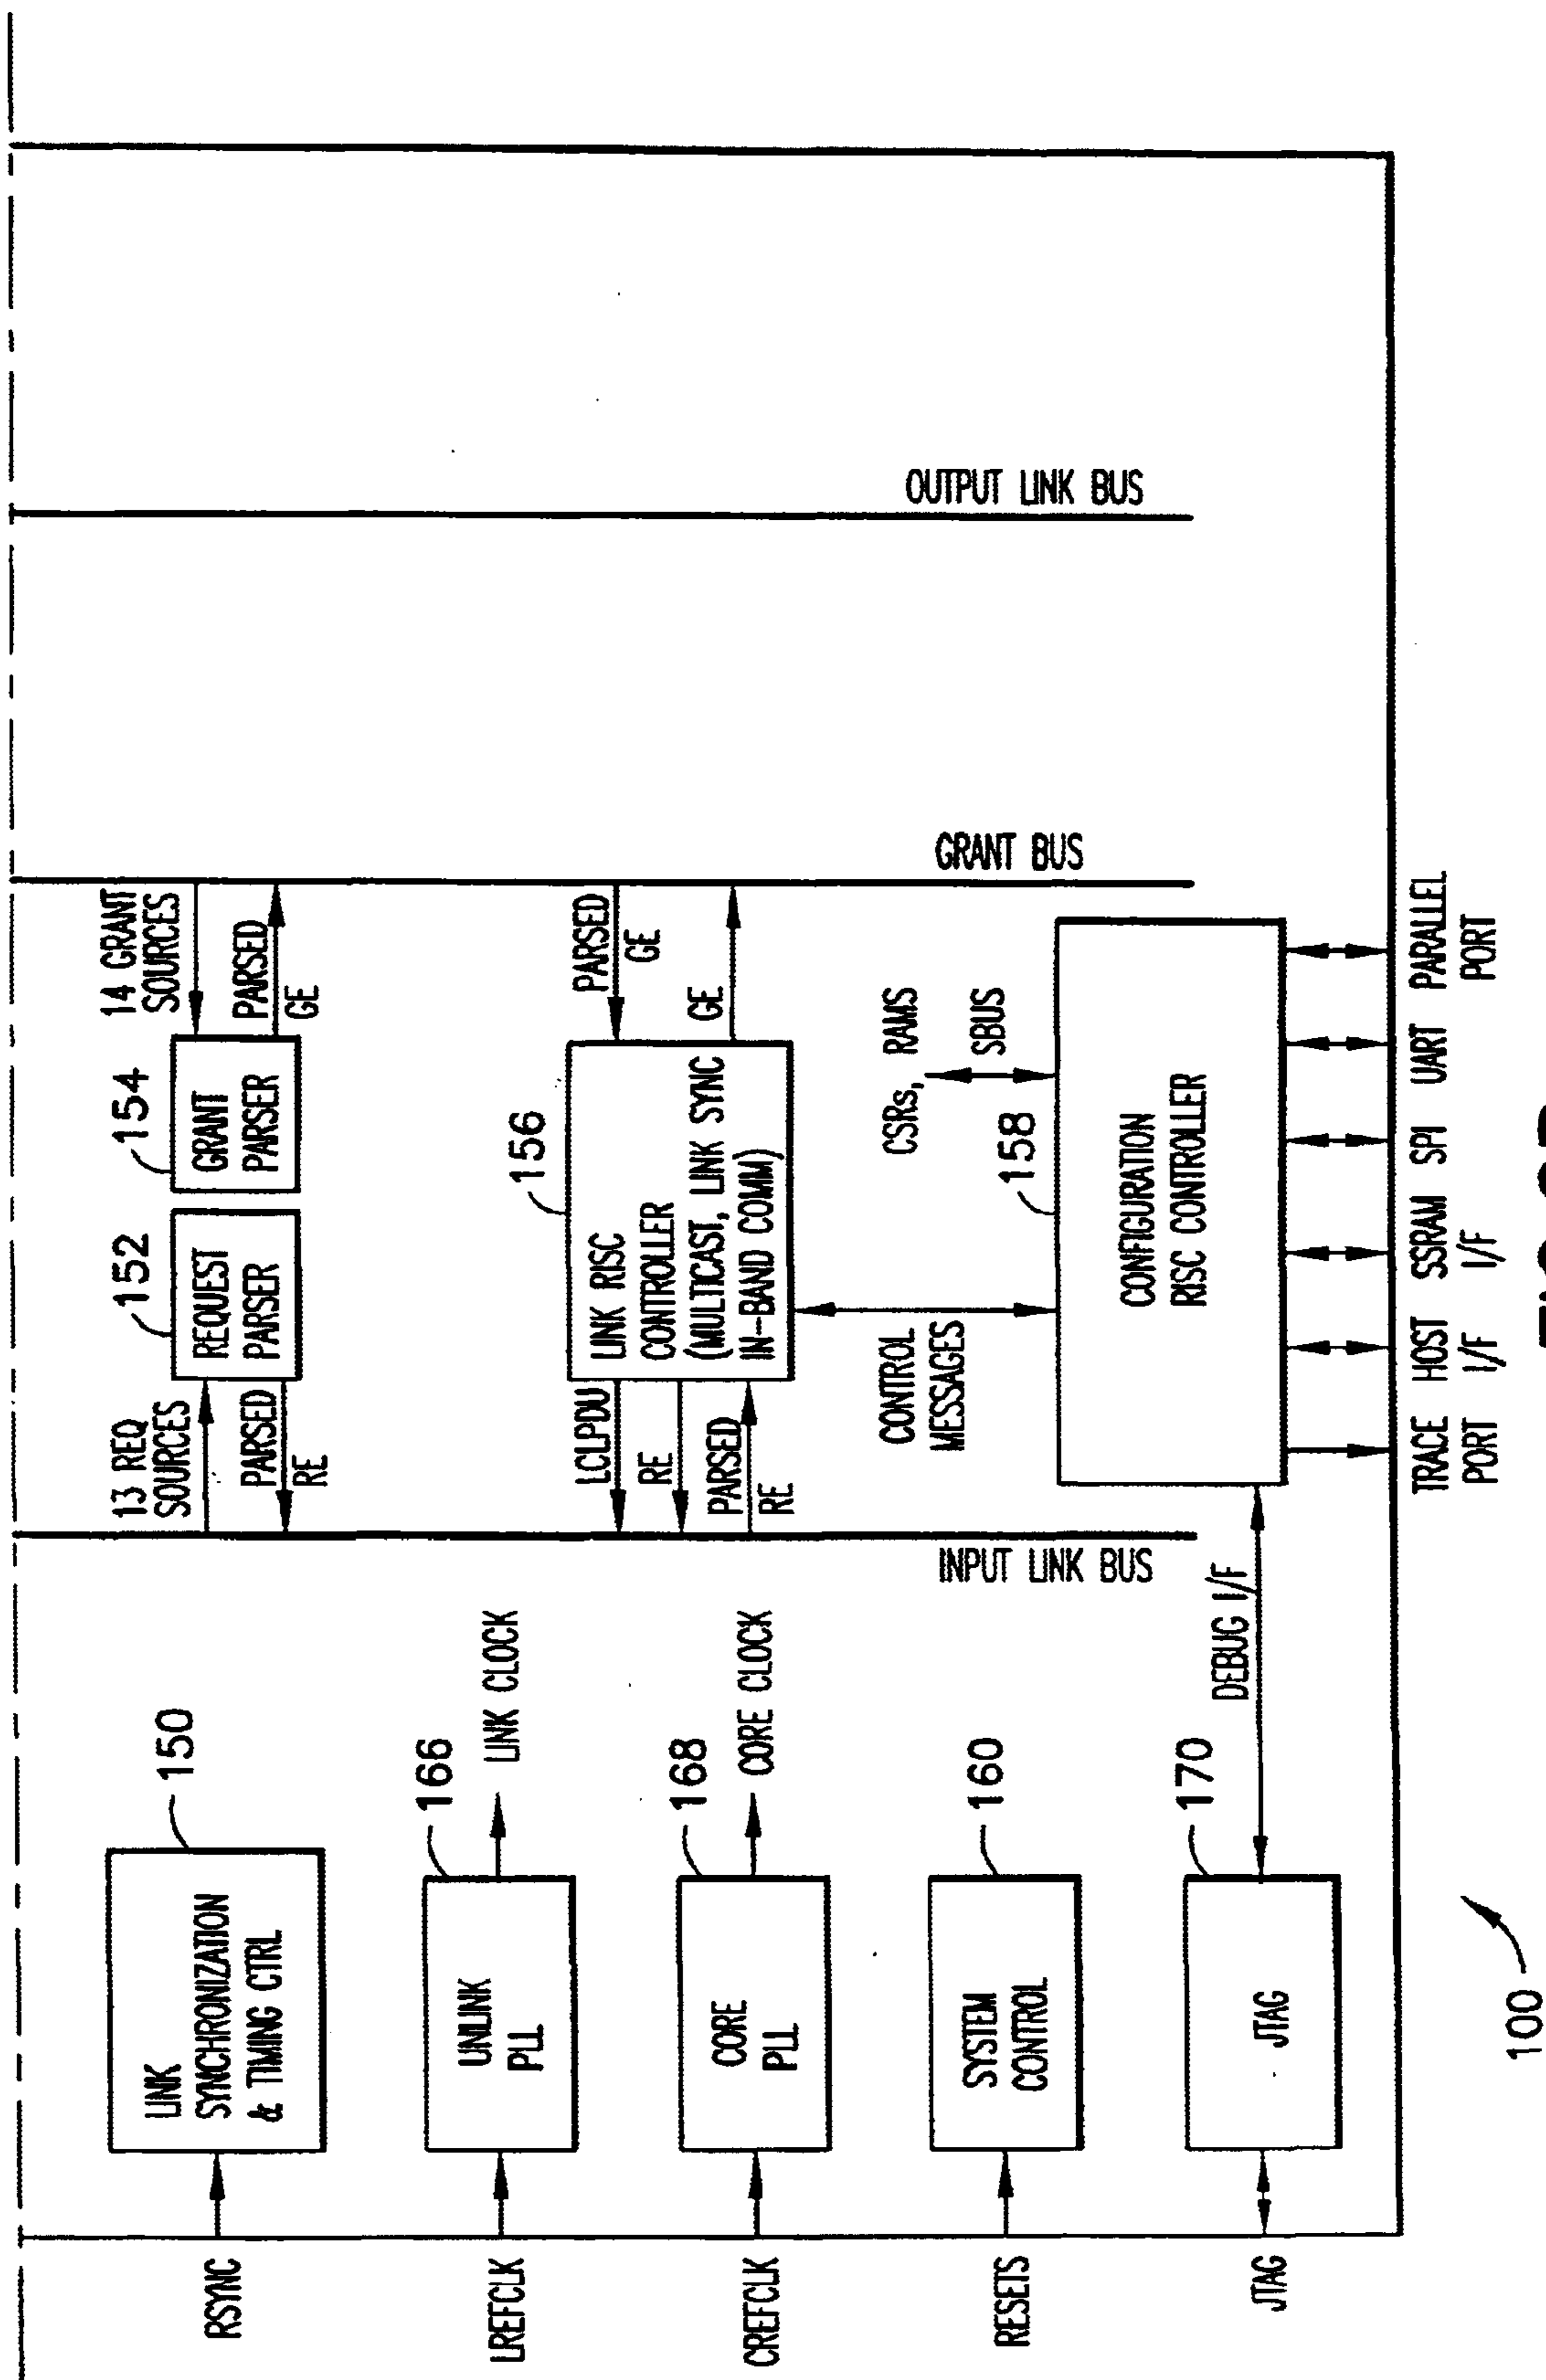 RSYNC
LINK
SYNCHRONIZATION
& TIMING CTRL
150
13 REQ
SOURCES
PARSED
RE
152
REQUEST
PARSER
154
GRANT
PARSER
14 GRANT
SOURCES
PARSED
GE
LREFCLK
UNILINK
PLL
166
LINK CLOCK
LCLPDU
RE
PARSED
RE
156
LINK RISC
CONTROLLER
(MULTICAST, LINK SYNC
IN-BAND COMM)
PARSED
GE
GE
CREFCLK
CORE
PLL
168
CORE CLOCK
CONTROL
MESSAGES
CSRs, RAMS
SBUS
RESETS
SYSTEM
CONTROL
160
INPUT LINK BUS
GRANT BUS
OUTPUT LINK BUS
158
CONFIGURATION
RISC CONTROLLER
JTAG
JTAG
170
DEBUG I/F
TRACE
PORT
HOST
I/F
SSRAM
I/F
SPI
UART
PARALLEL
PORT
100